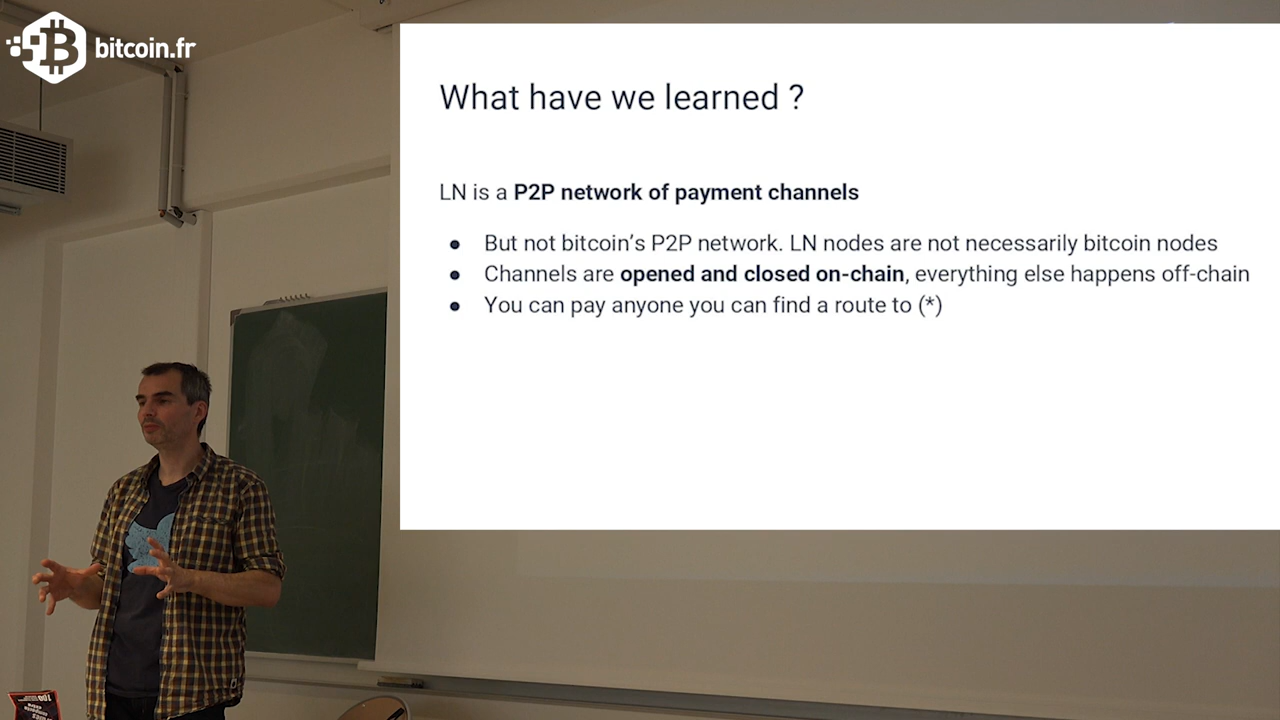 bitcoin.fr
What have we learned ?
LN is a P2P network of payment channels
● But not bitcoin’s P2P network. LN nodes are not necessarily bitcoin nodes
● Channels are opened and closed on-chain, everything else happens off-chain
● You can pay anyone you can find a route to (*)